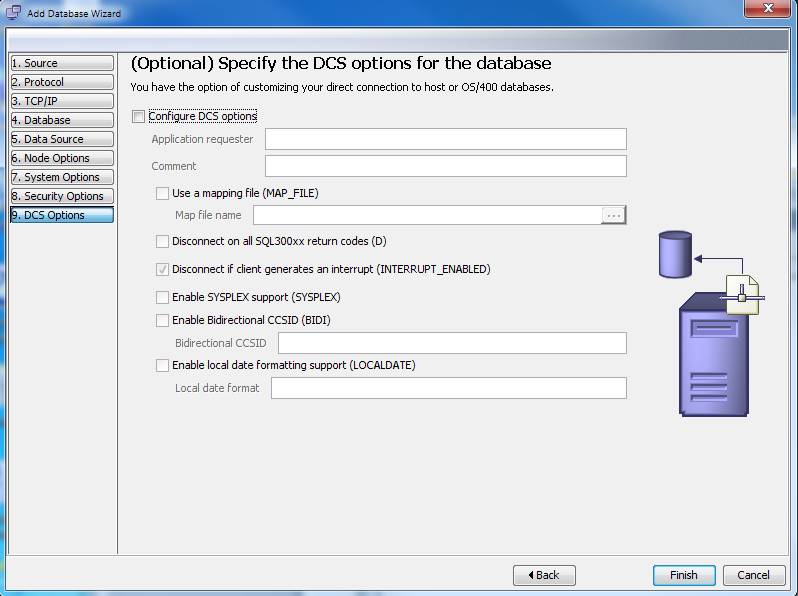 Add Database Wizard
1. Source
2. Protocol
3. TCP/IP
4. Database
5. Data Source
6. Node Options
7. System Options
8. Security Options
9. DCS Options
(Optional) Specify the DCS options for the database
You have the option of customizing your direct connection to host or OS/400 databases.
Configure DCS options
Application requester
Comment
Use a mapping file (MAP_FILE)
Map file name
...
Disconnect on all SQL300xx return codes (D)
Disconnect if client generates an interrupt (INTERRUPT_ENABLED)
Enable SYSPLEX support (SYSPLEX)
Enable Bidirectional CCSID (BIDI)
Bidirectional CCSID
Enable local date formatting support (LOCALDATE)
Local date format
Back Finish Cancel